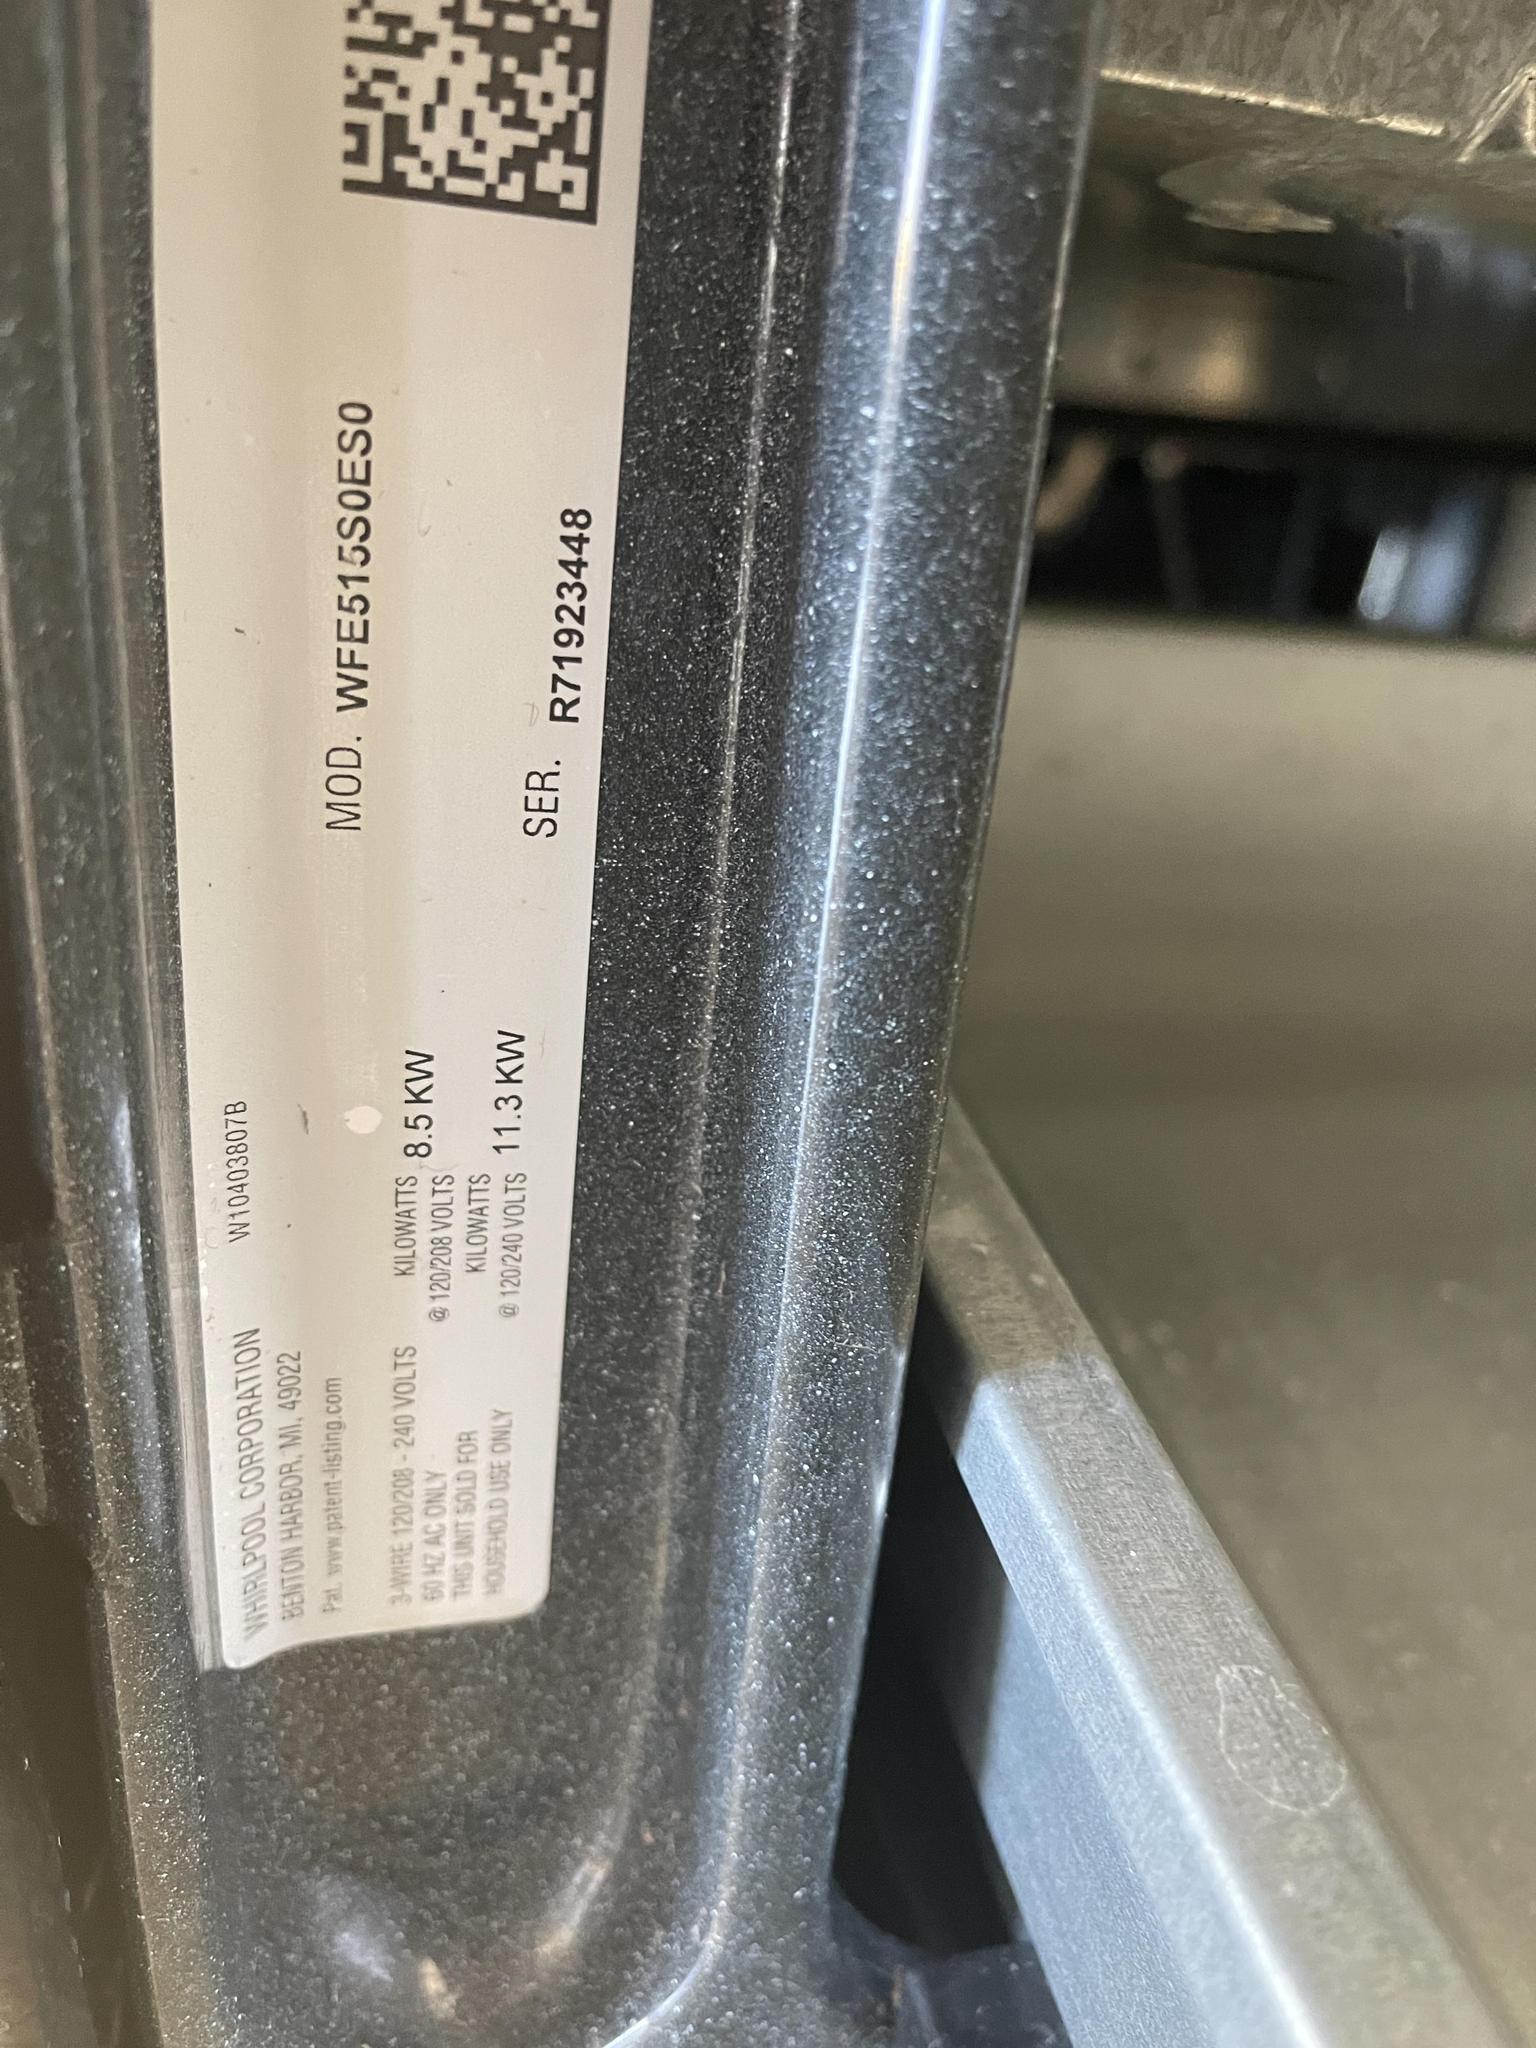 WHIRLPOOL CORPORATION W10403807B
BENTON HARBOR, MI, 49022
Pat. www.patent-listing.com
MOD. WFE515S0ES0
3-WIRE 120/208 - 240 VOLTS
60 HZ AC ONLY
THIS UNIT SOLD FOR
HOUSEHOLD USE ONLY
KILOWATTS 8.5 KW
@ 120/208 VOLTS
KILOWATTS 11.3 KW
@ 120/240 VOLTS
SER. R71923448